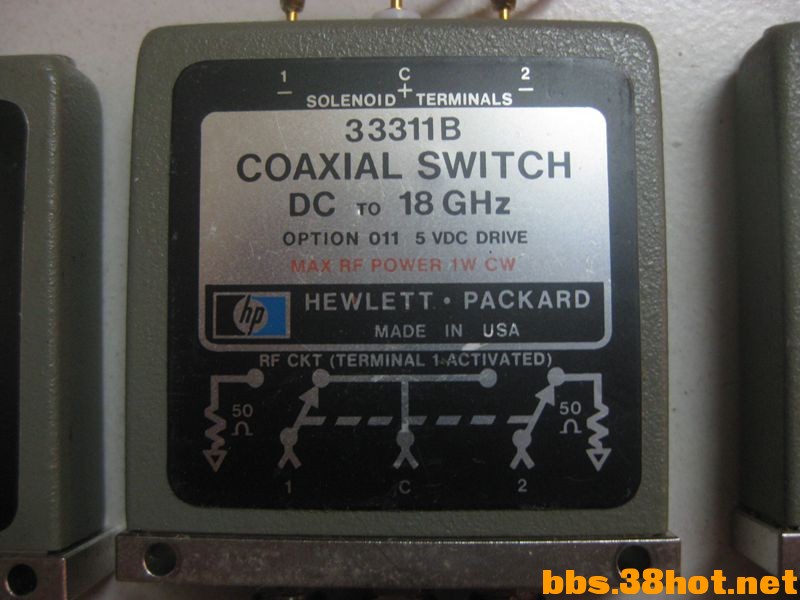 1 C 2
– + –
SOLENOID TERMINALS
33311B
COAXIAL SWITCH
DC TO 18 GHz
OPTION 011 5 VDC DRIVE
MAX RF POWER 1W CW
hp HEWLETT • PACKARD
MADE IN USA
RF CKT (TERMINAL 1 ACTIVATED)
50 Ω 50 Ω
1 C 2
bbs.38hot.net